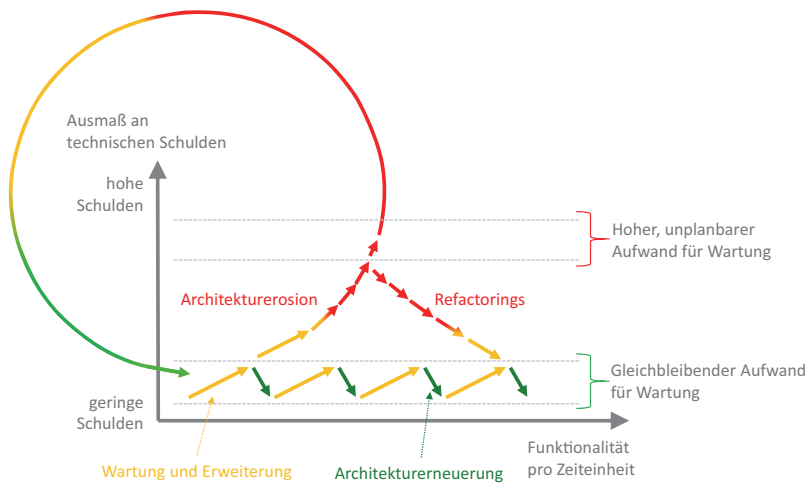 Ausmaß an
technischen Schulden
hohe
Schulden
Hoher, unplanbarer
Aufwand für Wartung
Architekturerosion
Refactorings
Gleichbleibender Aufwand
für Wartung
geringe
Schulden
Funktionalität
pro Zeiteinheit
Wartung und Erweiterung
Architekturerneuerung